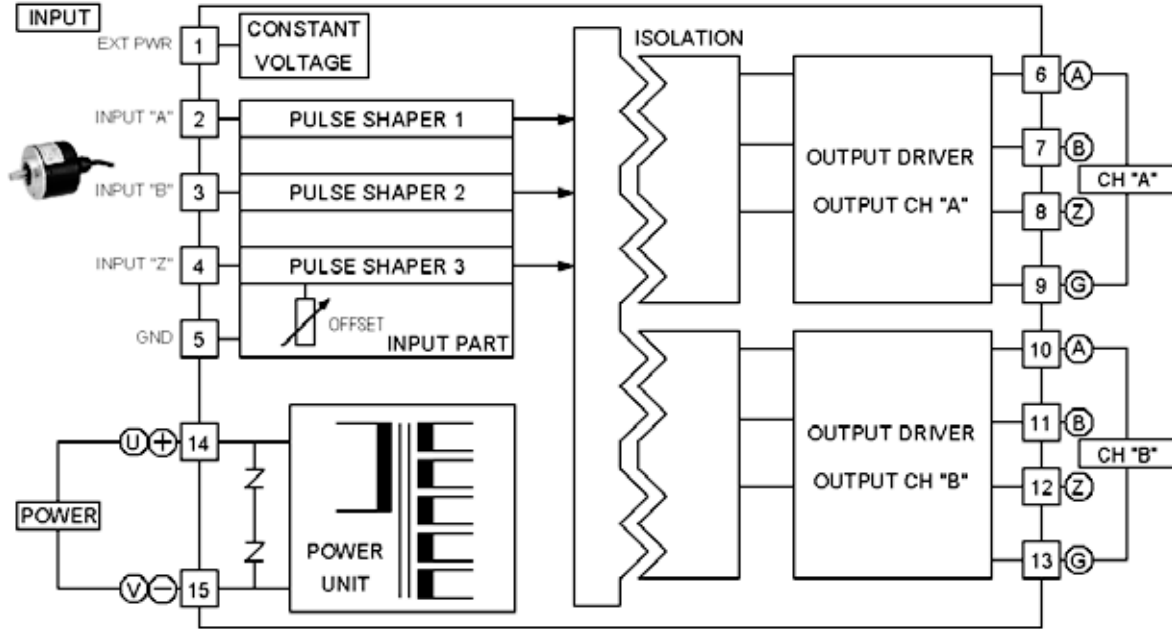 INPUT
EXT PWR
1
CONSTANT
VOLTAGE
INPUT "A"
2
PULSE SHAPER 1
INPUT "B"
3
PULSE SHAPER 2
INPUT "Z"
4
PULSE SHAPER 3
GND
5
OFFSET
INPUT PART
ISOLATION
OUTPUT DRIVER
OUTPUT CH "A"
6
A
7
B
8
Z
9
G
CH "A"
OUTPUT DRIVER
OUTPUT CH "B"
10
A
11
B
12
Z
13
G
CH "B"
POWER
U +
14
V −
15
POWER
UNIT